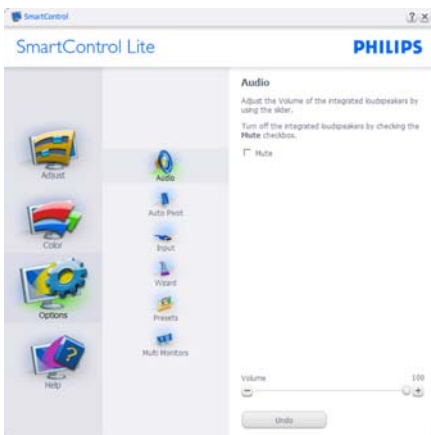 SmartControl
SmartControl Lite
PHILIPS
Adjust
Color
Options
Help
Audio
Auto Pivot
Input
Wizard
Presets
Multi Monitors
Audio
Adjust the Volume of the integrated loudspeakers by
using the slider.
Turn off the integrated loudspeakers by checking the
Mute checkbox.
Mute
Volume
100
Undo